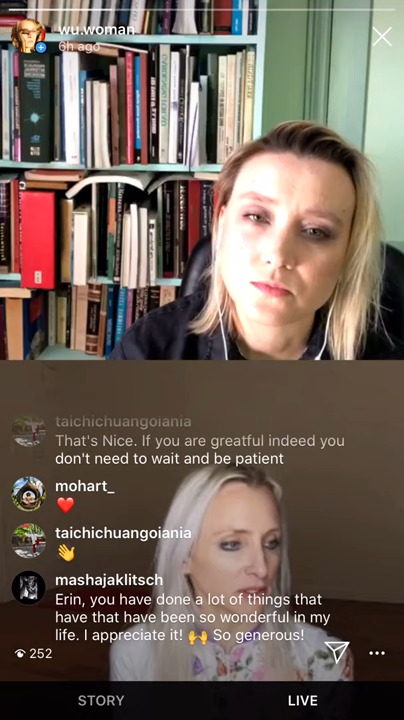 wu.woman
6h ago
taichichuangoiania
That's Nice. If you are greatful indeed you
don't need to wait and be patient
mohart_
❤️
taichichuangoiania
👋
mashajaklitsch
Erin, you have done a lot of things that
have that have been so wonderful in my
life. I appreciate it! 🙌 So generous!
252
STORY
LIVE